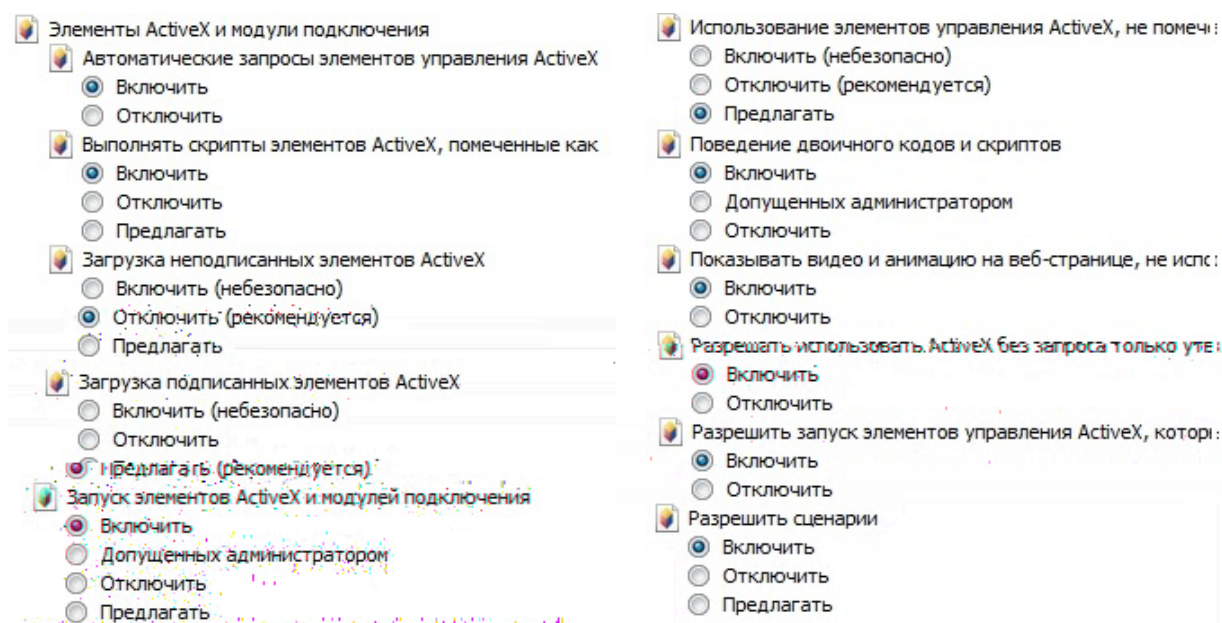 Элементы ActiveX и модули подключения
Автоматические запросы элементов управления ActiveX
Включить
Отключить
Выполнять скрипты элементов ActiveX, помеченные как
Включить
Отключить
Предлагать
Загрузка неподписанных элементов ActiveX
Включить (небезопасно)
Отключить (рекомендуется)
Предлагать
Загрузка подписанных элементов ActiveX
Включить (небезопасно)
Отключить
Предлагать (рекомендуется)
Запуск элементов ActiveX и модулей подключения
Включить
Допущенных администратором
Отключить
Предлагать
Использование элементов управления ActiveX, не
Включить (небезопасно)
Отключить (рекомендуется)
Предлагать
Поведение двоичного кодов и скриптов
Включить
Допущенных администратором
Отключить
Показывать видео и анимацию на веб-странице, не
Включить
Отключить
Разрешать использовать ActiveX без запроса только
Включить
Отключить
Разрешить запуск элементов управления ActiveX,
Включить
Отключить
Разрешить сценарии
Включить
Отключить
Предлагать